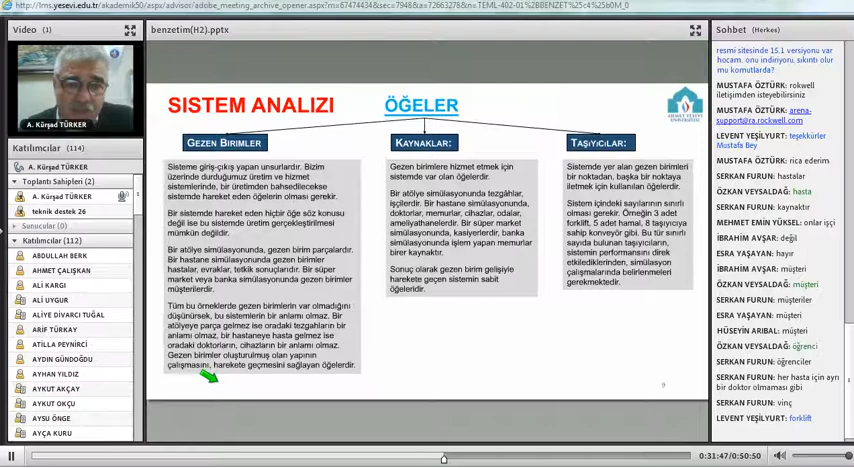 http://lms.yesevi.edu.tr/akademik50/aspx/advisor/adobe_meeting_archive_opener.aspx?m=67474434&sec=7948&ca=72663278&n=TEML-402-01%2BBENZET%25c4%25b0M_0
Video (1)
A. Kürşad TÜRKER
Katılımcılar (114)
A. Kürşad TÜRKER
Toplantı Sahipleri (2)
A. Kürşad TÜRKER
teknik destek 26
Sunucular (0)
Katılımcılar (112)
ABDULLAH BERK
AHMET ÇALIŞKAN
ALİ KARGI
ALİ UYGUR
ALİYE DİVARCI TUĞAL
ARİF TÜRKAY
ATİLLA PEYNİRCİ
AYDIN GÜNDOĞDU
AYHAN YILDIZ
AYKUT AKÇAY
AYKUT OKÇU
AYSU ÖNGE
AYÇA KURU
benzetim(H2).pptx
SISTEM ANALIZI
ÖĞELER
GEZEN BIRIMLER
Sisteme giriş-çıkış yapan unsurlardır. Bizim
üzerinde durduğumuz üretim ve hizmet
sistemlerinde, bir üretimden bahsedilecekse
sistemde hareket eden öğelerin olması gerekir.
Bir sistemde hareket eden hiçbir öğe söz konusu
değil ise bu sistemde üretim gerçekleştirilmesi
mümkün değildir.
Bir atölye simülasyonunda, gezen birim parçalardır.
Bir hastane simülasyonunda gezen birimler
hastalar, evraklar, tetkik sonuçlarıdır. Bir süper
market veya banka simülasyonunda gezen birimler
müşterilerdir.
Tüm bu örneklerde gezen birimlerin var olmadığını
düşünürsek, bu sistemlerin bir anlamı olmaz. Bir
atölyeye parça gelmez ise oradaki tezgahların bir
anlamı olmaz, bir hastaneye hasta gelmez ise
oradaki doktorların, cihazların bir anlamı olmaz.
Gezen birimler oluşturulmuş olan yapının
çalışmasını, harekete geçmesini sağlayan öğelerdir.
KAYNAKLAR:
Gezen birimlere hizmet etmek için
sistemde var olan öğelerdir.
Bir atölye simülasyonunda tezgâhlar,
işçilerdir. Bir hastane simülasyonunda,
doktorlar, memurlar, cihazlar, odalar,
ameliyathanelerdir. Bir süper market
simülasyonunda, kasiyerlerdir, banka
simülasyonunda işlem yapan memurlar
birer kaynaktır.
Sonuç olarak gezen birim gelişiyle
harekete geçen sistemin sabit
öğeleridir.
TAŞIYICILAR:
Sistemde yer alan gezen birimleri
bir noktadan, başka bir noktaya
iletmek için kullanılan öğelerdir.
Sistem içindeki sayılarının sınırlı
olması gerekir. Örneğin 3 adet
forklift, 5 adet hamal, 8 taşıyıcıya
sahip konveyör gibi. Bu tür sınırlı
sayıda bulunan taşıyıcıların,
sistemin performansını direk
etkilediklerinden, simülasyon
çalışmalarında belirlenmeleri
gerekmektedir.
9
Sohbet (Herkes)
resmi sitesinde 15.1 versiyonu var
hocam. onu indiriyoru. sıkıntı olur
mu komutlarda?
MUSTAFA ÖZTÜRK: rokwell
iletişimden isteyebilirsiniz
MUSTAFA ÖZTÜRK: arena-
support@ra.rockwell.com
LEVENT YEŞİLYURT: teşekkürler
Mustafa Bey
MUSTAFA ÖZTÜRK: rica ederim
SERKAN FURUN: hastalar
ÖZKAN VEYSALDAĞ: hasta
SERKAN FURUN: kaynaktır
MEHMET EMİN YÜKSEL: onlar işçi
İBRAHİM AVŞAR: değil
ESRA YAŞAYAN: hayır
İBRAHİM AVŞAR: müşteri
ÖZKAN VEYSALDAĞ: müşteri
SERKAN FURUN: müşteriler
ESRA YAŞAYAN: müşteri
HÜSEYİN ARIBAL: müşteri
ÖZKAN VEYSALDAĞ: öğrenci
SERKAN FURUN: öğrenciler
SERKAN FURUN: her hasta için ayrı
bir doktor olmaması gibi
SERKAN FURUN: vinç
LEVENT YEŞİLYURT: forklift
0:31:47/0:50:50